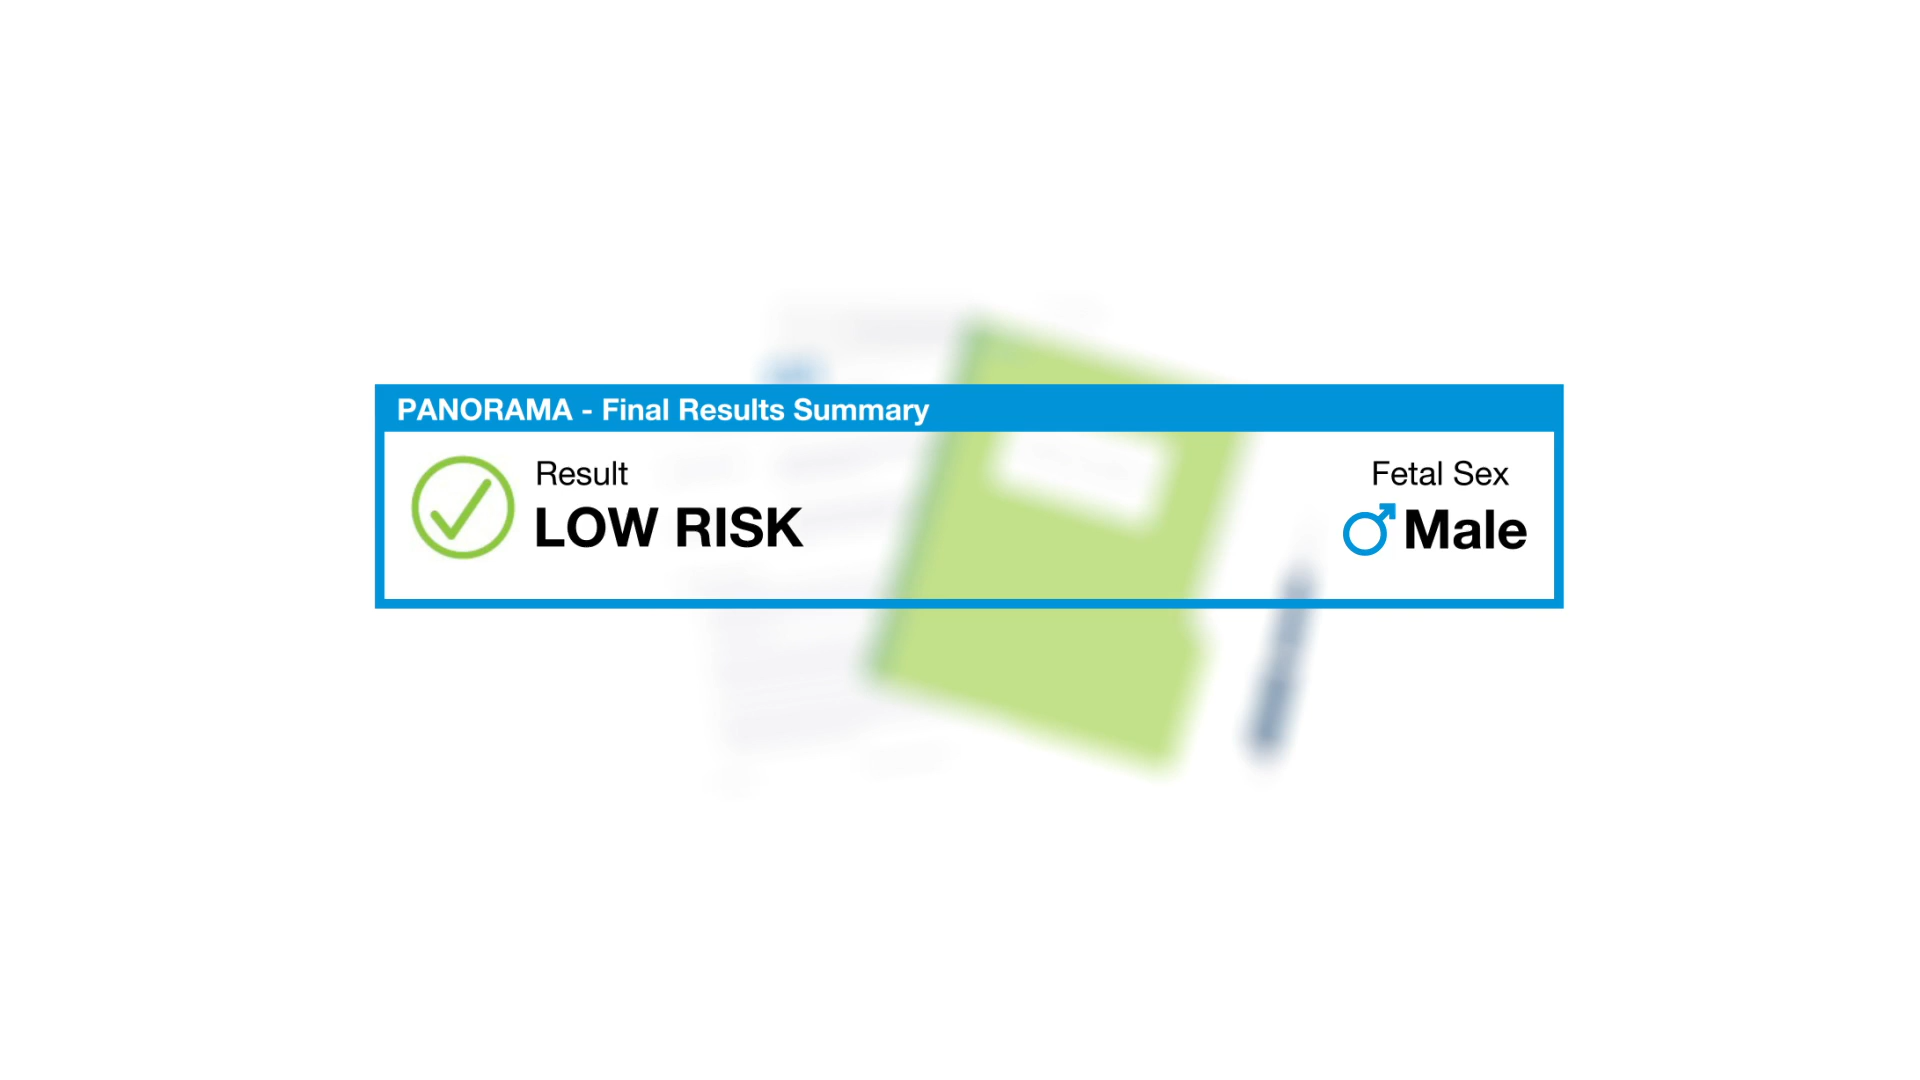 PANORAMA - Final Results Summary
Result
LOW RISK
Fetal Sex
Male